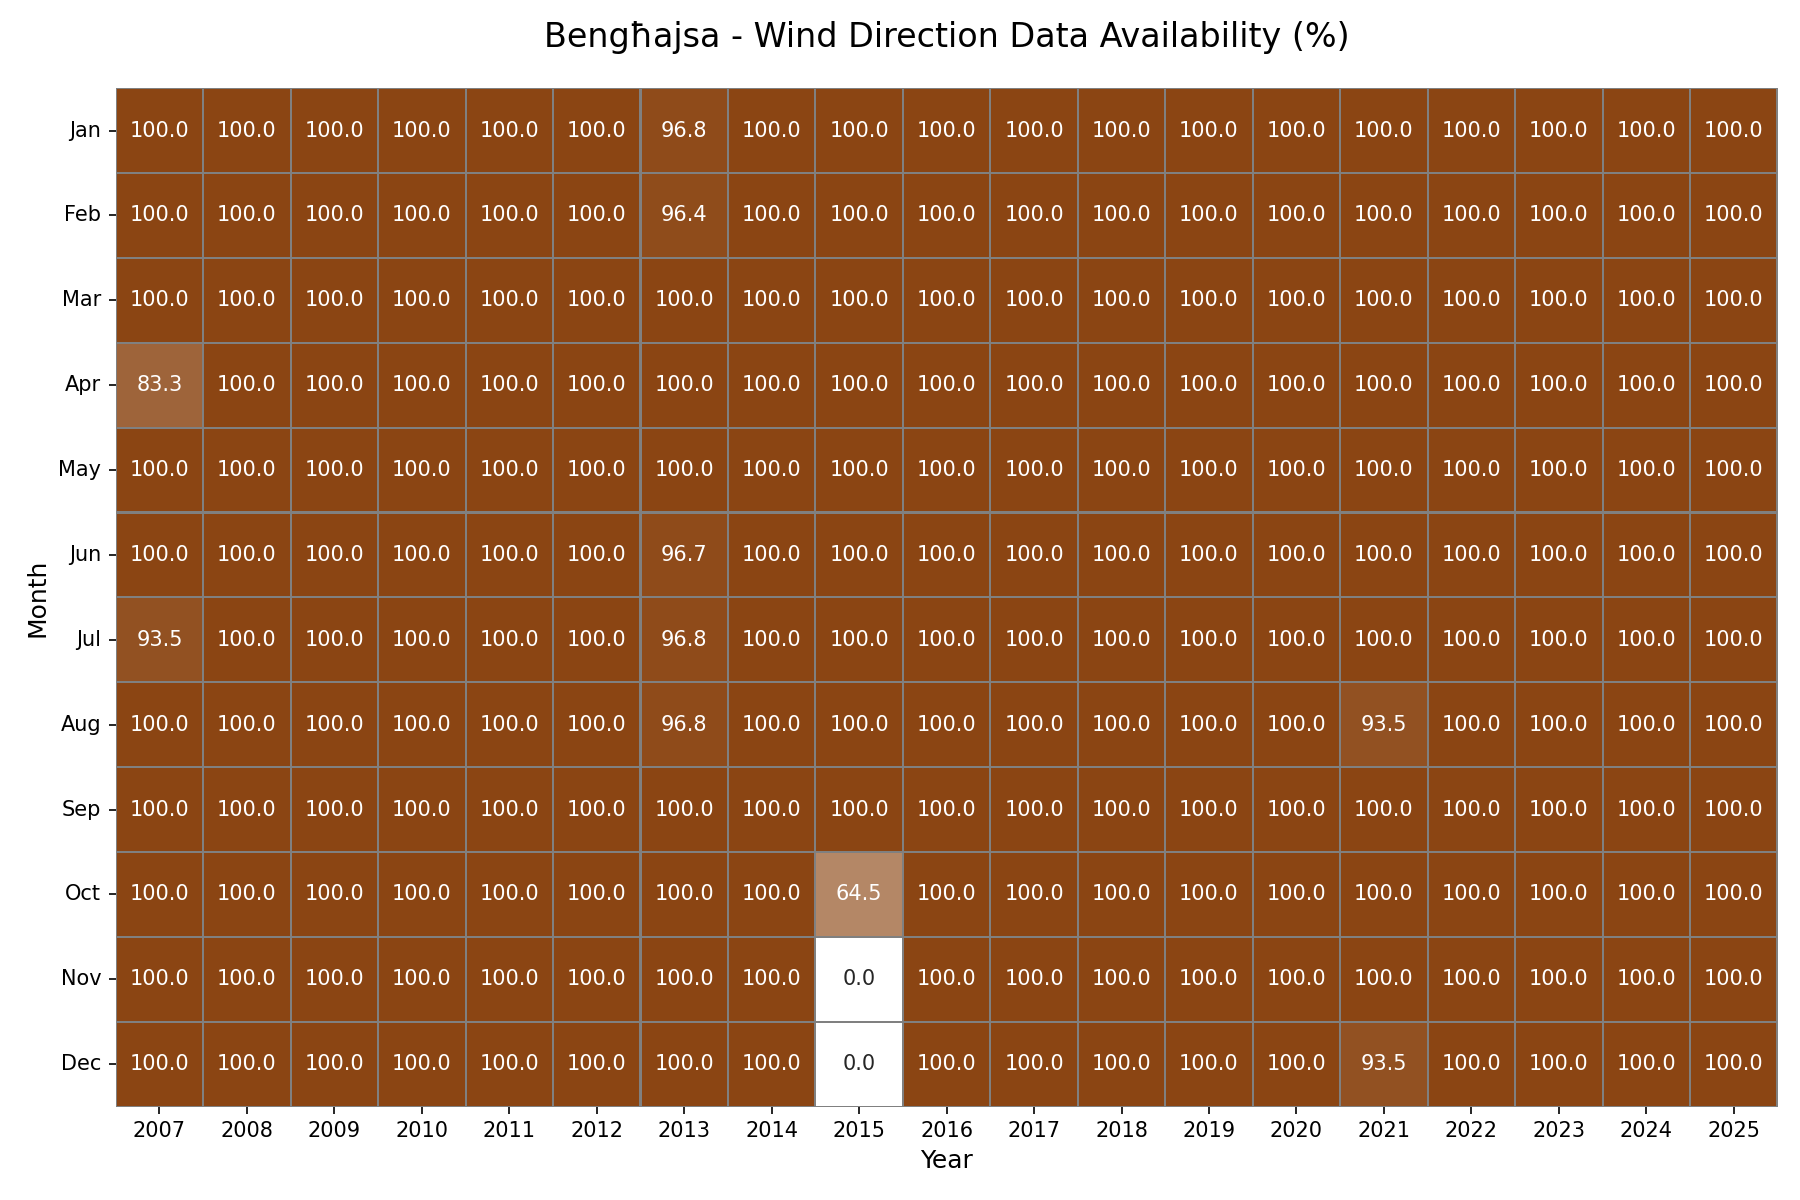 Bengħajsa - Wind Direction Data Availability (%)
Jan 100.0 100.0 100.0 100.0 100.0 100.0 96.8 100.0 100.0 100.0 100.0 100.0 100.0 100.0 100.0 100.0 100.0 100.0 100.0
Feb 100.0 100.0 100.0 100.0 100.0 100.0 96.4 100.0 100.0 100.0 100.0 100.0 100.0 100.0 100.0 100.0 100.0 100.0 100.0
Mar 100.0 100.0 100.0 100.0 100.0 100.0 100.0 100.0 100.0 100.0 100.0 100.0 100.0 100.0 100.0 100.0 100.0 100.0 100.0
Apr 83.3 100.0 100.0 100.0 100.0 100.0 100.0 100.0 100.0 100.0 100.0 100.0 100.0 100.0 100.0 100.0 100.0 100.0 100.0
May 100.0 100.0 100.0 100.0 100.0 100.0 100.0 100.0 100.0 100.0 100.0 100.0 100.0 100.0 100.0 100.0 100.0 100.0 100.0
Jun 100.0 100.0 100.0 100.0 100.0 100.0 96.7 100.0 100.0 100.0 100.0 100.0 100.0 100.0 100.0 100.0 100.0 100.0 100.0
Month
Jul 93.5 100.0 100.0 100.0 100.0 100.0 96.8 100.0 100.0 100.0 100.0 100.0 100.0 100.0 100.0 100.0 100.0 100.0 100.0
Aug 100.0 100.0 100.0 100.0 100.0 100.0 96.8 100.0 100.0 100.0 100.0 100.0 100.0 100.0 93.5 100.0 100.0 100.0 100.0
Sep 100.0 100.0 100.0 100.0 100.0 100.0 100.0 100.0 100.0 100.0 100.0 100.0 100.0 100.0 100.0 100.0 100.0 100.0 100.0
Oct 100.0 100.0 100.0 100.0 100.0 100.0 100.0 100.0 64.5 100.0 100.0 100.0 100.0 100.0 100.0 100.0 100.0 100.0 100.0
Nov 100.0 100.0 100.0 100.0 100.0 100.0 100.0 100.0 0.0 100.0 100.0 100.0 100.0 100.0 100.0 100.0 100.0 100.0 100.0
Dec 100.0 100.0 100.0 100.0 100.0 100.0 100.0 100.0 0.0 100.0 100.0 100.0 100.0 100.0 93.5 100.0 100.0 100.0 100.0
2007 2008 2009 2010 2011 2012 2013 2014 2015 2016 2017 2018 2019 2020 2021 2022 2023 2024 2025
Year